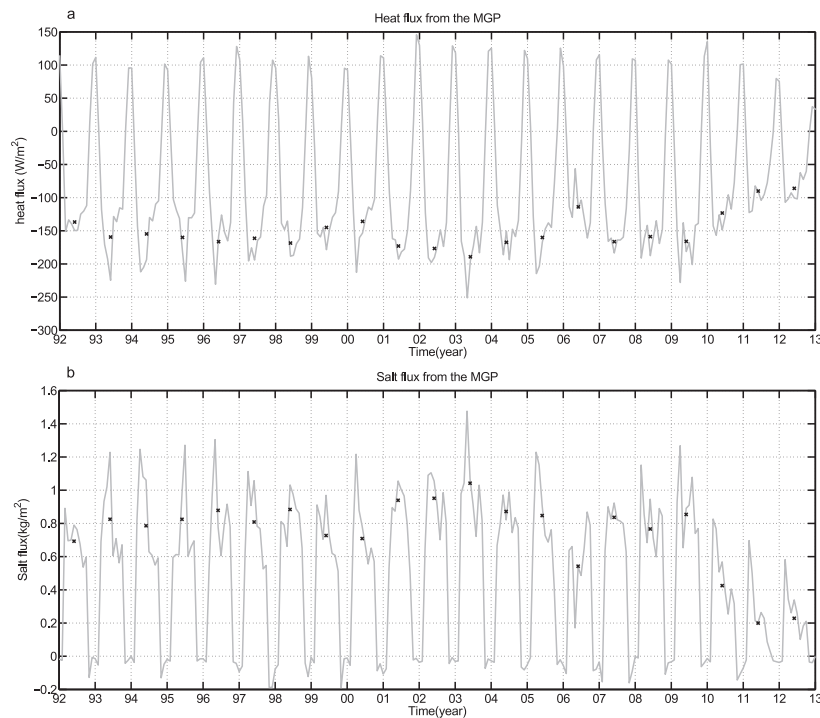 a
Heat flux from the MGP
heat flux (W/m²)
150
100
50
0
−50
−100
−150
−200
−250
−300
92 93 94 95 96 97 98 99 00 01 02 03 04 05 06 07 08 09 10 11 12 13
Time(year)
b
Salt flux from the MGP
Salt flux(kg/m²)
1.6
1.4
1.2
1
0.8
0.6
0.4
0.2
0
−0.2
92 93 94 95 96 97 98 99 00 01 02 03 04 05 06 07 08 09 10 11 12 13
Time(year)